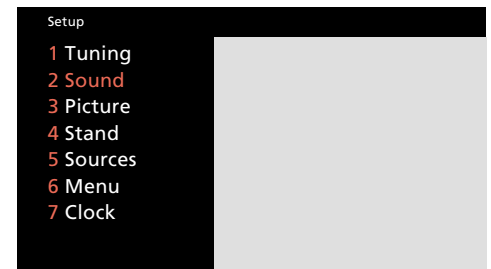 Setup
1 Tuning
2 Sound
3 Picture
4 Stand
5 Sources
6 Menu
7 Clock